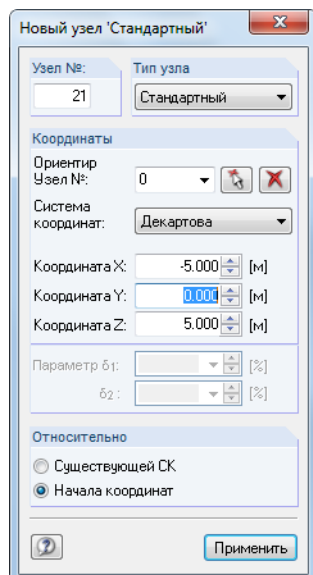 Новый узел 'Стандартный'
Узел №: Тип узла
21 Стандартный
Координаты
Ориентир
Узел №: 0
Система
координат: Декартова
Координата X: -5.000 [м]
Координата Y: 0.000 [м]
Координата Z: 5.000 [м]
Параметр δ1: [%]
δ2 : [%]
Относительно
Существующей СК
Начала координат
Применить